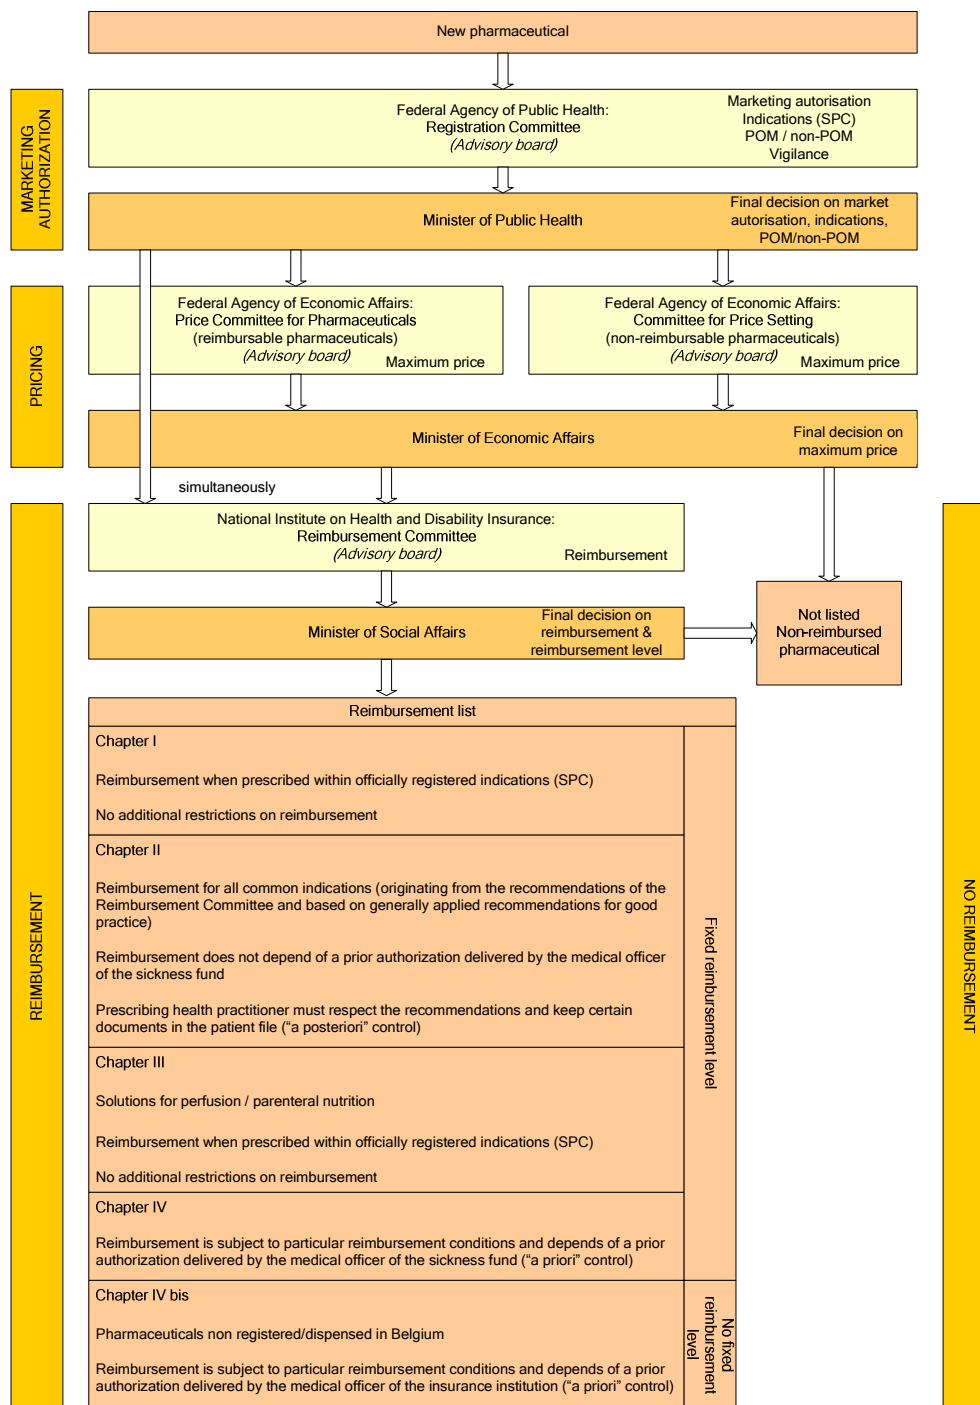 New pharmaceutical
MARKETING
AUTHORIZATION
Federal Agency of Public Health:
Registration Committee
(Advisory board)
Marketing autorisation
Indications (SPC)
POM / non-POM
Vigilance
Minister of Public Health
Final decision on market
autorisation, indications,
POM/non-POM
PRICING
Federal Agency of Economic Affairs:
Price Committee for Pharmaceuticals
(reimbursable pharmaceuticals)
(Advisory board)
Maximum price
Federal Agency of Economic Affairs:
Committee for Price Setting
(non-reimbursable pharmaceuticals)
(Advisory board)
Maximum price
Minister of Economic Affairs
Final decision on
maximum price
simultaneously
REIMBURSEMENT
National Institute on Health and Disability Insurance:
Reimbursement Committee
(Advisory board)
Reimbursement
Minister of Social Affairs
Final decision on
reimbursement &
reimbursement level
Not listed
Non-reimbursed
pharmaceutical
NO REIMBURSEMENT
Reimbursement list
Chapter I
Reimbursement when prescribed within officially registered indications (SPC)
No additional restrictions on reimbursement
Chapter II
Reimbursement for all common indications (originating from the recommendations of the
Reimbursement Committee and based on generally applied recommendations for good
practice)
Reimbursement does not depend of a prior authorization delivered by the medical officer
of the sickness fund
Prescribing health practitioner must respect the recommendations and keep certain
documents in the patient file (“a posteriori” control)
Chapter III
Solutions for perfusion / parenteral nutrition
Reimbursement when prescribed within officially registered indications (SPC)
No additional restrictions on reimbursement
Chapter IV
Reimbursement is subject to particular reimbursement conditions and depends of a prior
authorization delivered by the medical officer of the sickness fund (“a priori” control)
Fixed reimbursement level
Chapter IV bis
Pharmaceuticals non registered/dispensed in Belgium
Reimbursement is subject to particular reimbursement conditions and depends of a prior
authorization delivered by the medical officer of the insurance institution (“a priori” control)
No fixed
reimbursement
level